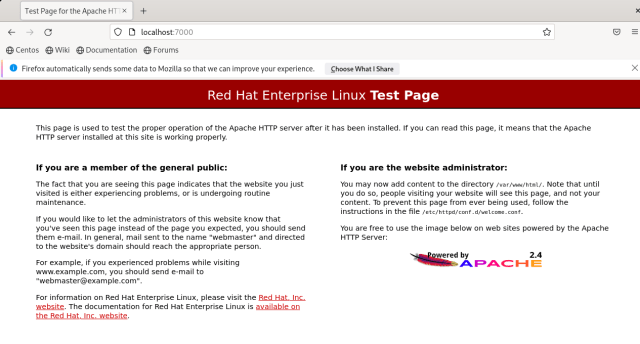 Test Page for the Apache HT
localhost:7000
Centos Wiki Documentation Forums
Firefox automatically sends some data to Mozilla so that we can improve your experience. Choose What I Share
Red Hat Enterprise Linux Test Page
This page is used to test the proper operation of the Apache HTTP server after it has been installed. If you can read this page, it means that the Apache
HTTP server installed at this site is working properly.
If you are a member of the general public:
The fact that you are seeing this page indicates that the website you just
visited is either experiencing problems, or is undergoing routine
maintenance.
If you would like to let the administrators of this website know that
you've seen this page instead of the page you expected, you should send
them e-mail. In general, mail sent to the name "webmaster" and directed
to the website's domain should reach the appropriate person.
For example, if you experienced problems while visiting
www.example.com, you should send e-mail to
"webmaster@example.com".
For information on Red Hat Enterprise Linux, please visit the Red Hat, Inc.
website. The documentation for Red Hat Enterprise Linux is available on
the Red Hat, Inc. website.
If you are the website administrator:
You may now add content to the directory /var/www/html/. Note that until
you do so, people visiting your website will see this page, and not your
content. To prevent this page from ever being used, follow the
instructions in the file /etc/httpd/conf.d/welcome.conf.
You are free to use the image below on web sites powered by the Apache
HTTP Server:
Powered by 2.4
APACHE